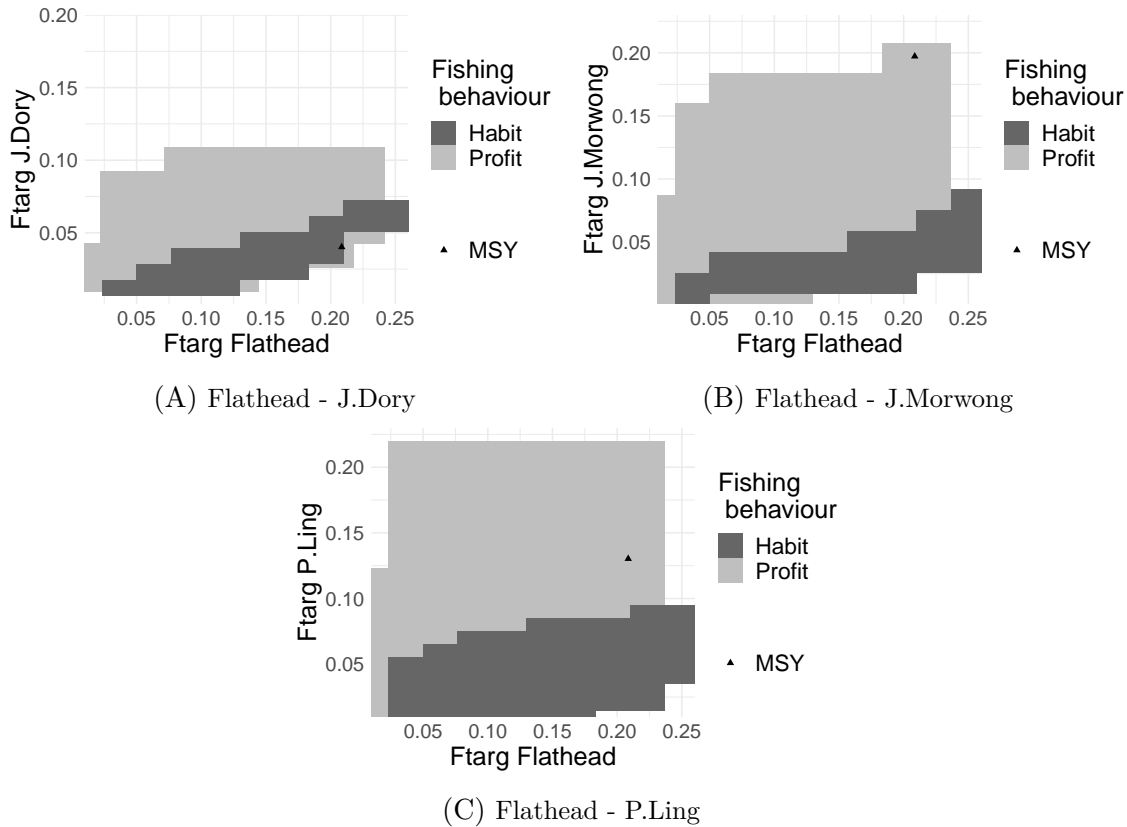 0.20
0.15
0.10
0.05
Ftarg J.Dory
0.05 0.10 0.15 0.20 0.25
Ftarg Flathead
Fishing
behaviour
Habit
Profit
MSY
(A) Flathead - J.Dory
0.20
0.15
0.10
0.05
Ftarg J.Morwong
0.05 0.10 0.15 0.20 0.25
Ftarg Flathead
Fishing
behaviour
Habit
Profit
MSY
(B) Flathead - J.Morwong
0.20
0.15
0.10
0.05
Ftarg P.Ling
0.05 0.10 0.15 0.20 0.25
Ftarg Flathead
Fishing
behaviour
Habit
Profit
MSY
(C) Flathead - P.Ling